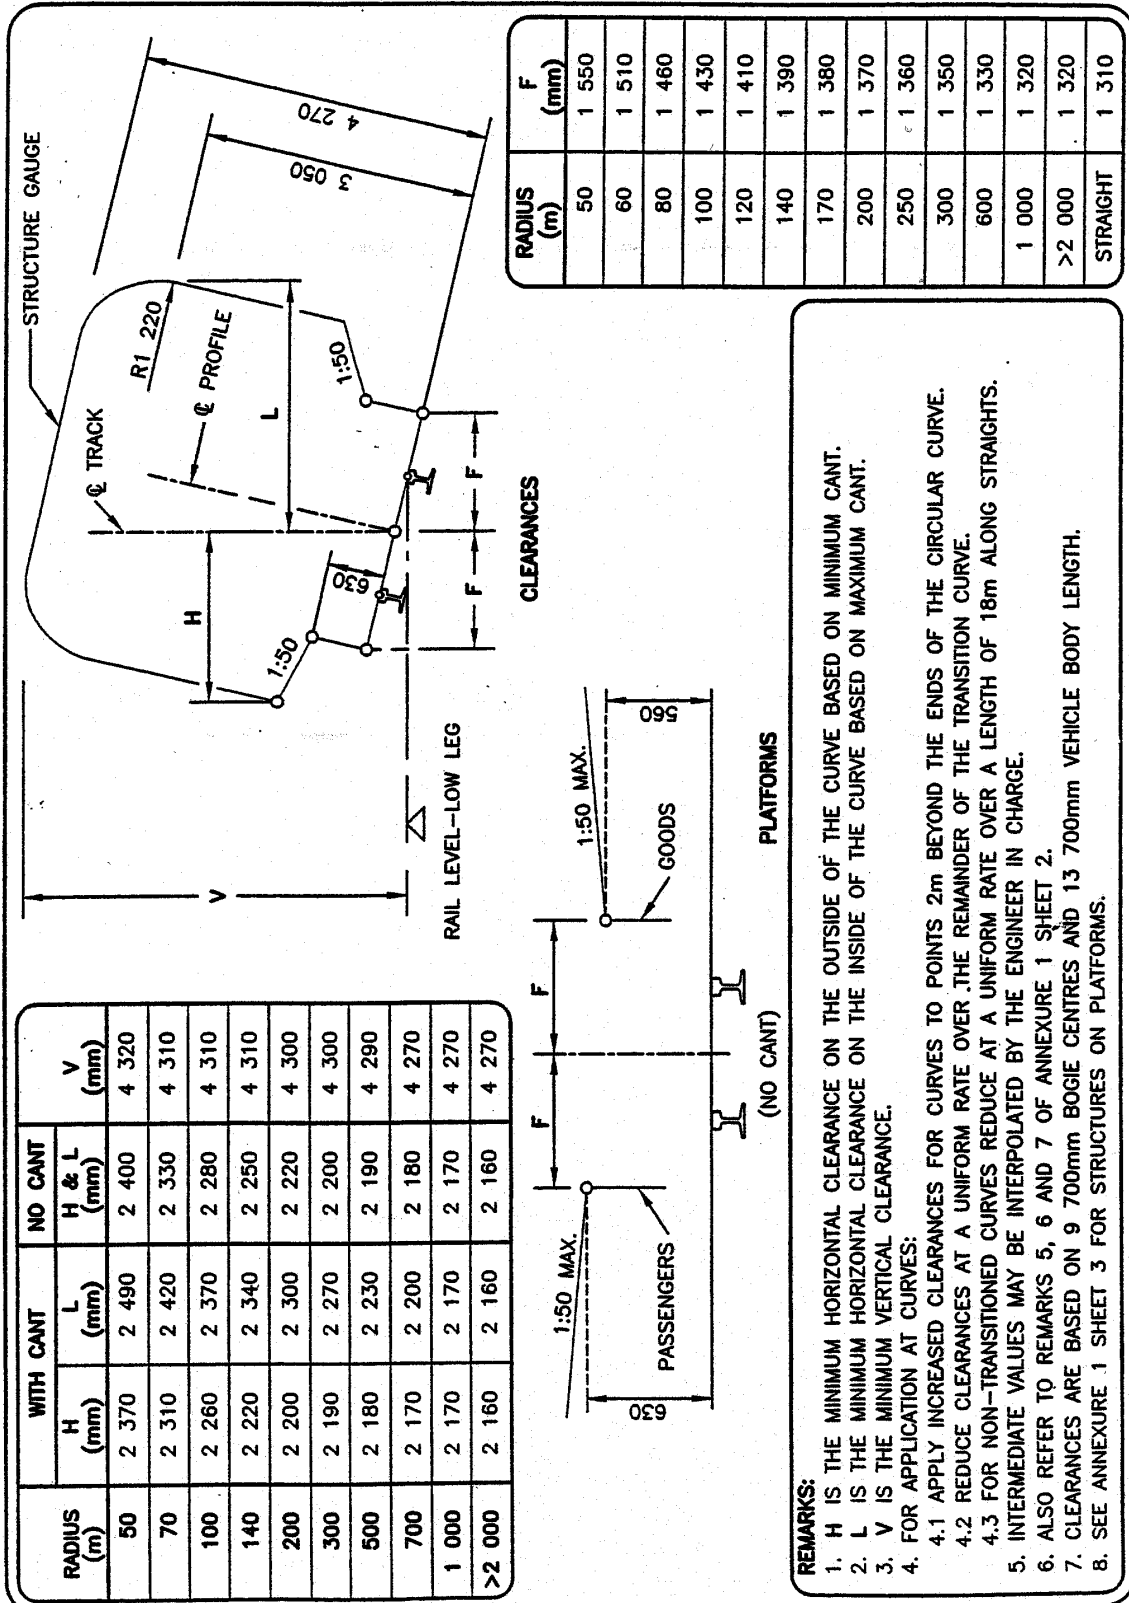 WITH CANT NO CANT
RADIUS (m) H (mm) L (mm) H & L (mm) V (mm)
50 2 370 2 490 2 400 4 320
70 2 310 2 420 2 330 4 310
100 2 260 2 370 2 280 4 310
140 2 220 2 340 2 250 4 310
200 2 200 2 300 2 220 4 300
300 2 190 2 270 2 200 4 300
500 2 180 2 230 2 190 4 290
700 2 170 2 200 2 180 4 270
1 000 2 170 2 170 2 170 4 270
>2 000 2 160 2 160 2 160 4 270
STRUCTURE GAUGE
℄ TRACK
R1 220
℄ PROFILE
V
H
L
1:50
1:50
630
F
F
3 050
4 270
RAIL LEVEL-LOW LEG
CLEARANCES
1:50 MAX.
1:50 MAX.
F
F
PASSENGERS
GOODS
630
560
(NO CANT)
PLATFORMS
RADIUS (m) F (mm)
50 1 550
60 1 510
80 1 460
100 1 430
120 1 410
140 1 390
170 1 380
200 1 370
250 1 360
300 1 350
600 1 330
1 000 1 320
>2 000 1 320
STRAIGHT 1 310
REMARKS:
1. H IS THE MINIMUM HORIZONTAL CLEARANCE ON THE OUTSIDE OF THE CURVE BASED ON MINIMUM CANT.
2. L IS THE MINIMUM HORIZONTAL CLEARANCE ON THE INSIDE OF THE CURVE BASED ON MAXIMUM CANT.
3. V IS THE MINIMUM VERTICAL CLEARANCE.
4. FOR APPLICATION AT CURVES:
4.1 APPLY INCREASED CLEARANCES FOR CURVES TO POINTS 2m BEYOND THE ENDS OF THE CIRCULAR CURVE.
4.2 REDUCE CLEARANCES AT A UNIFORM RATE OVER THE REMAINDER OF THE TRANSITION CURVE.
4.3 FOR NON-TRANSITIONED CURVES REDUCE AT A UNIFORM RATE OVER A LENGTH OF 18m ALONG STRAIGHTS.
5. INTERMEDIATE VALUES MAY BE INTERPOLATED BY THE ENGINEER IN CHARGE.
6. ALSO REFER TO REMARKS 5, 6 AND 7 OF ANNEXURE 1 SHEET 2.
7. CLEARANCES ARE BASED ON 9 700mm BOGIE CENTRES AND 13 700mm VEHICLE BODY LENGTH.
8. SEE ANNEXURE 1 SHEET 3 FOR STRUCTURES ON PLATFORMS.